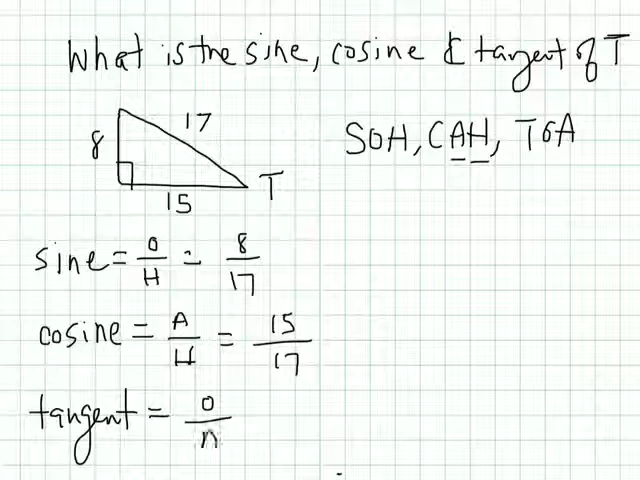 What is the sine, cosine & tangent of T
17
8
SOH, CAH, TOA
T
15
sine = O/H = 8/17
cosine = A/H = 15/17
tangent = O/